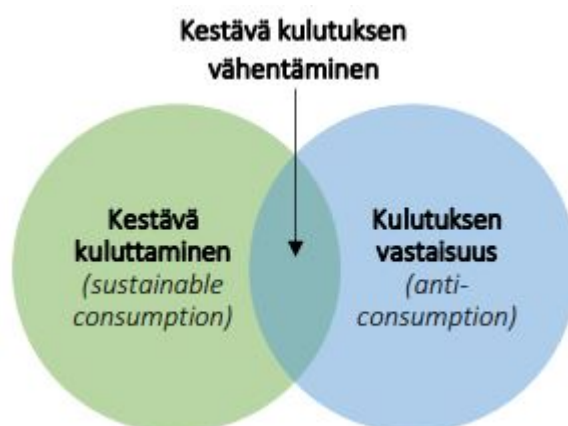 Kestävä kulutuksen
vähentäminen
Kestävä
kuluttaminen
(sustainable
consumption)
Kulutuksen
vastaisuus
(anti-
consumption)